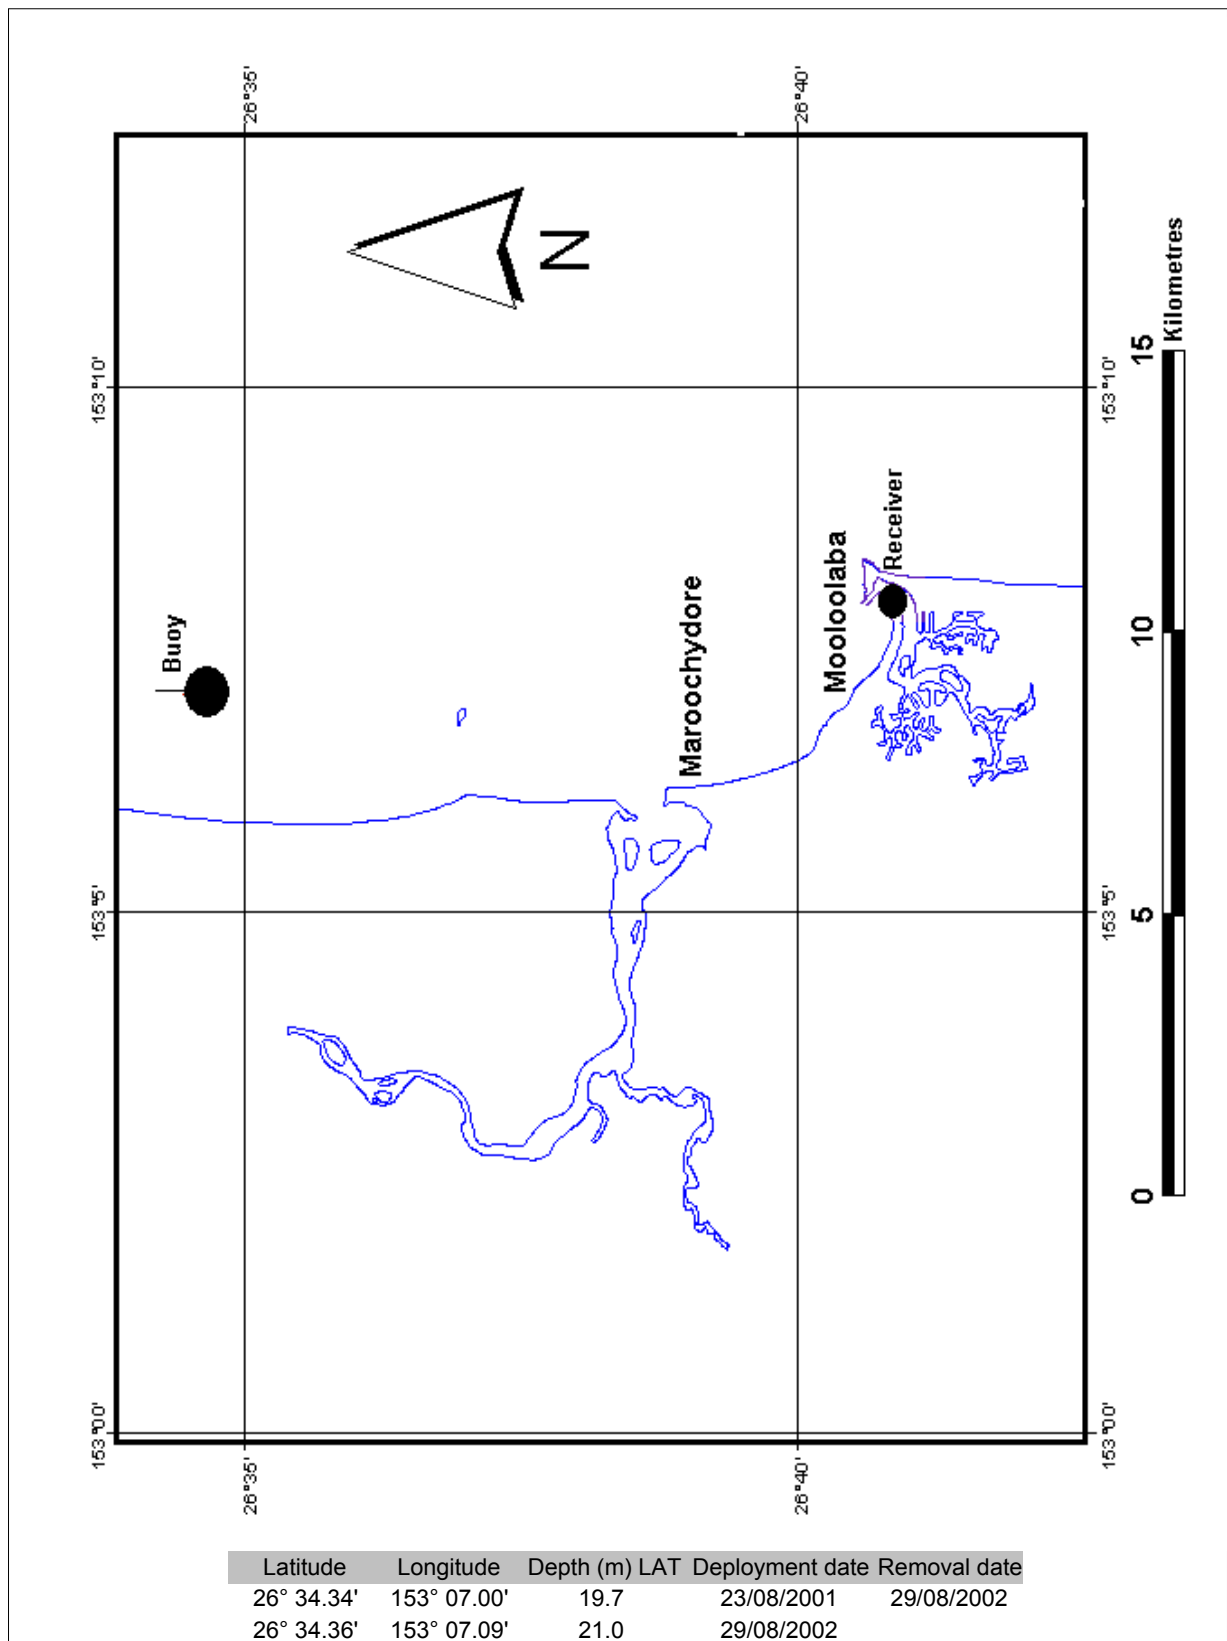 26°35'
26°40'
N
153°10'
153°10'
Buoy
Maroochydore
Mooloolaba
Receiver
153°5'
153°5'
153°00'
153°00'
26°35'
26°40'
0
5
10
15
Kilometres
Latitude Longitude Depth (m) LAT Deployment date Removal date
26° 34.34' 153° 07.00' 19.7 23/08/2001 29/08/2002
26° 34.36' 153° 07.09' 21.0 29/08/2002